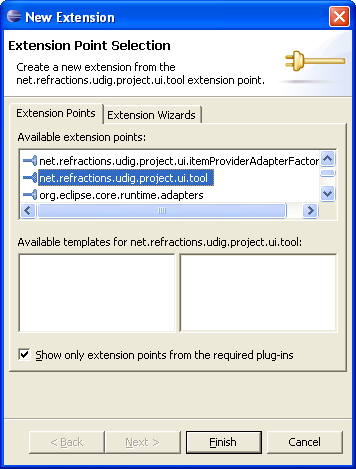 New Extension
Extension Point Selection
Create a new extension from the
net.refractions.udig.project.ui.tool extension point.
Extension Points
Extension Wizards
Available extension points:
net.refractions.udig.project.ui.itemProviderAdapterFactor
net.refractions.udig.project.ui.tool
org.eclipse.core.runtime.adapters
Available templates for net.refractions.udig.project.ui.tool:
Show only extension points from the required plug-ins
< Back
Next >
Finish
Cancel